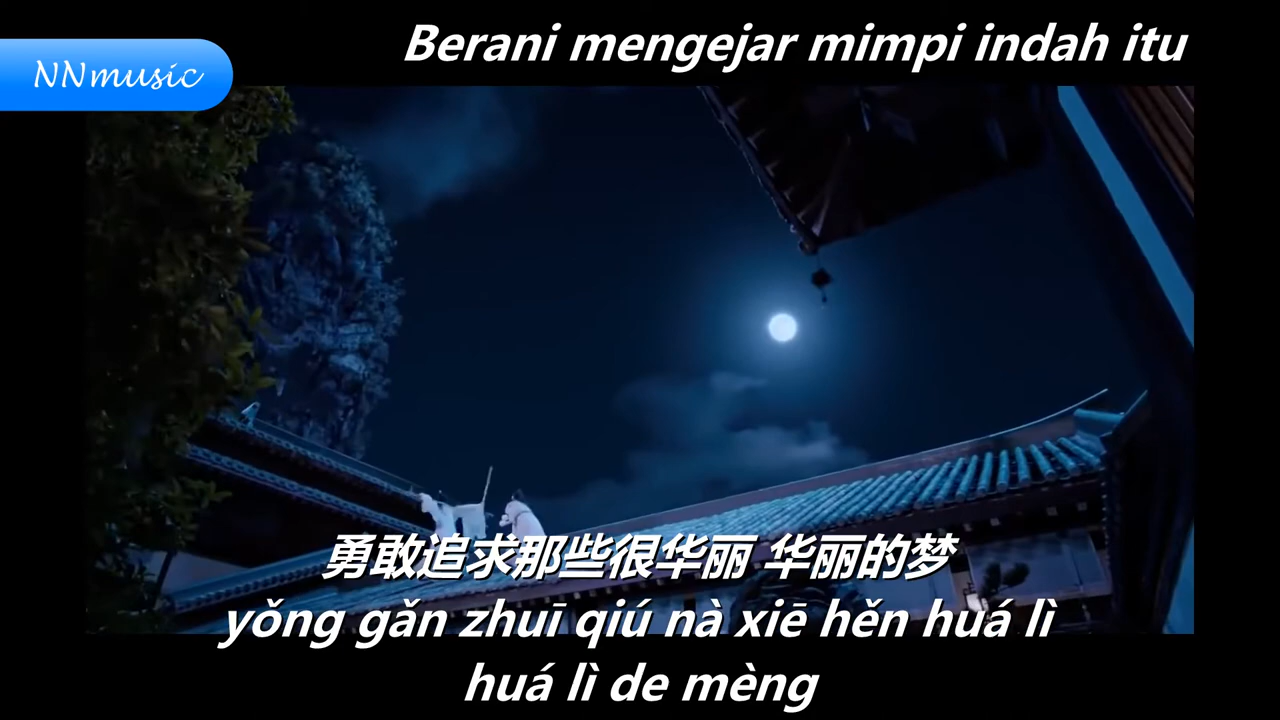 Berani mengejar mimpi indah itu
NNmusic
勇敢追求那些很华丽 华丽的梦
yǒng gǎn zhuī qiú nà xiē hěn huá lì
huá lì de mèng